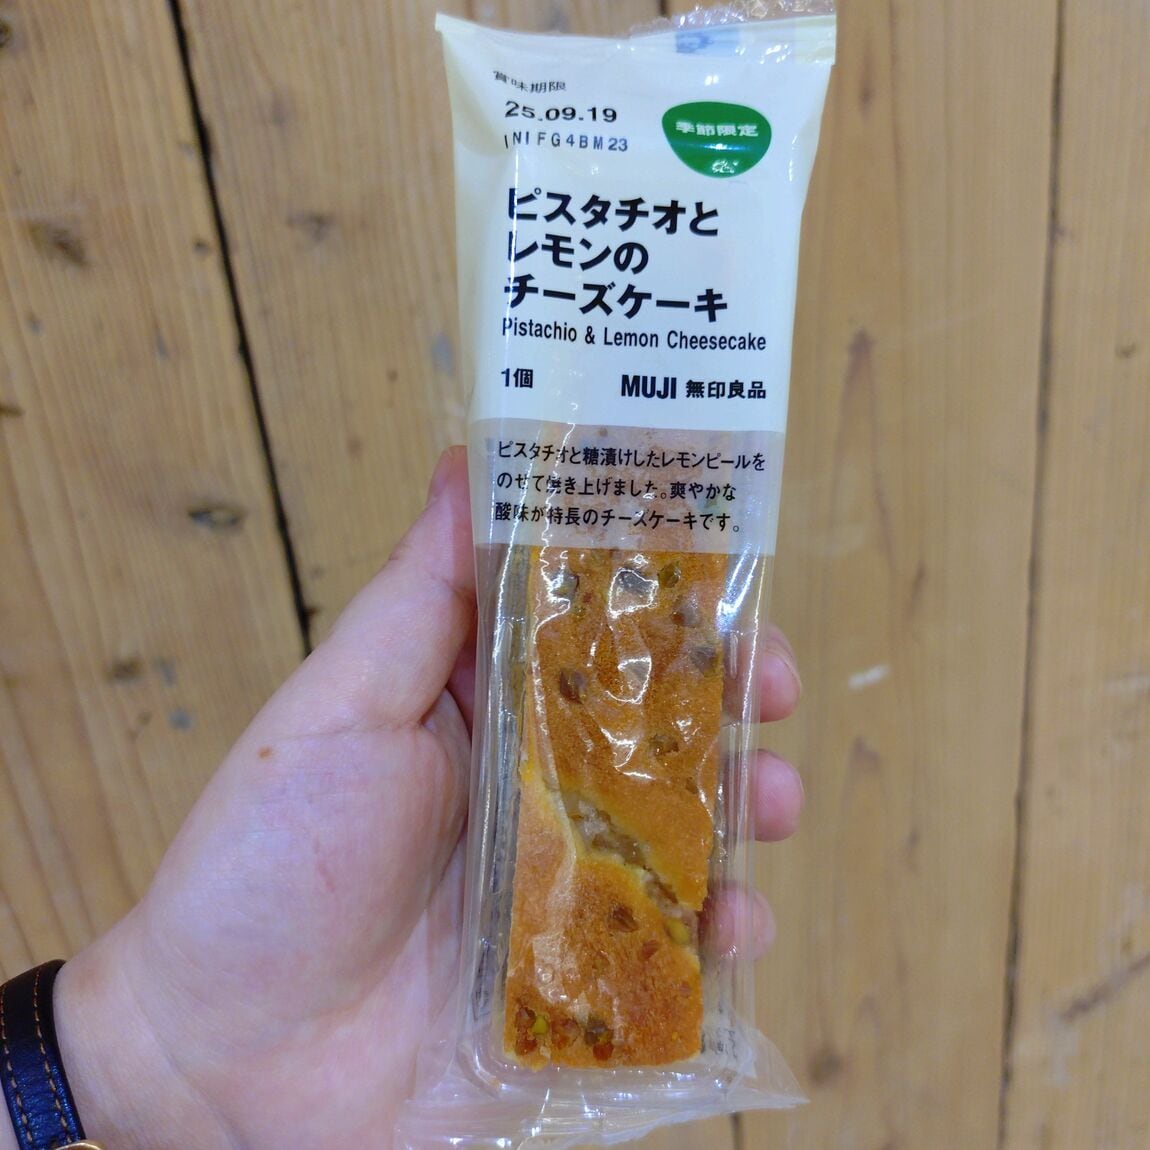 賞味期限
25.09.19
INIFG4BM23
季節限定
ピスタチオと
レモンの
チーズケーキ
Pistachio & Lemon Cheesecake
1個
MUJI 無印良品
ピスタチオと糖漬けしたレモンピールを
のせて焼き上げました。爽やかな
酸味が特長のチーズケーキです。